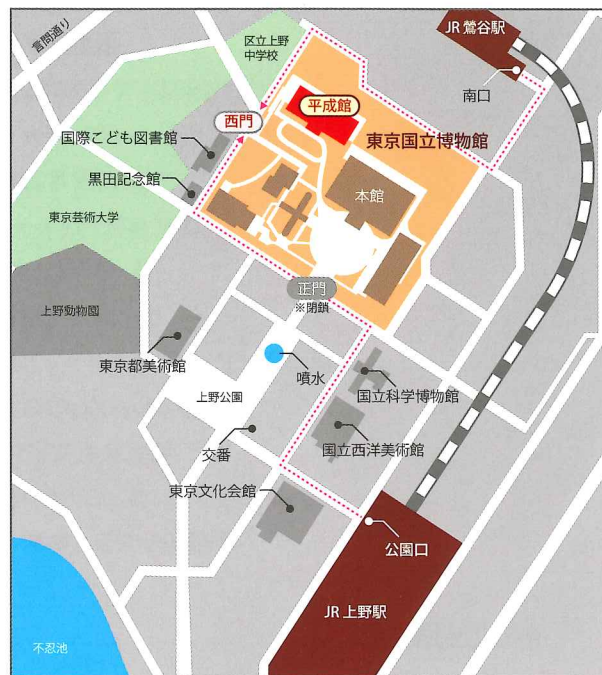 言問通り
区立上野
中学校
JR 鶯谷駅
南口
平成館
西門
東京国立博物館
国際こども図書館
黒田記念館
本館
東京芸術大学
正門
※閉鎖
上野動物園
東京都美術館
噴水
上野公園
国立科学博物館
交番
国立西洋美術館
東京文化会館
公園口
JR 上野駅
不忍池